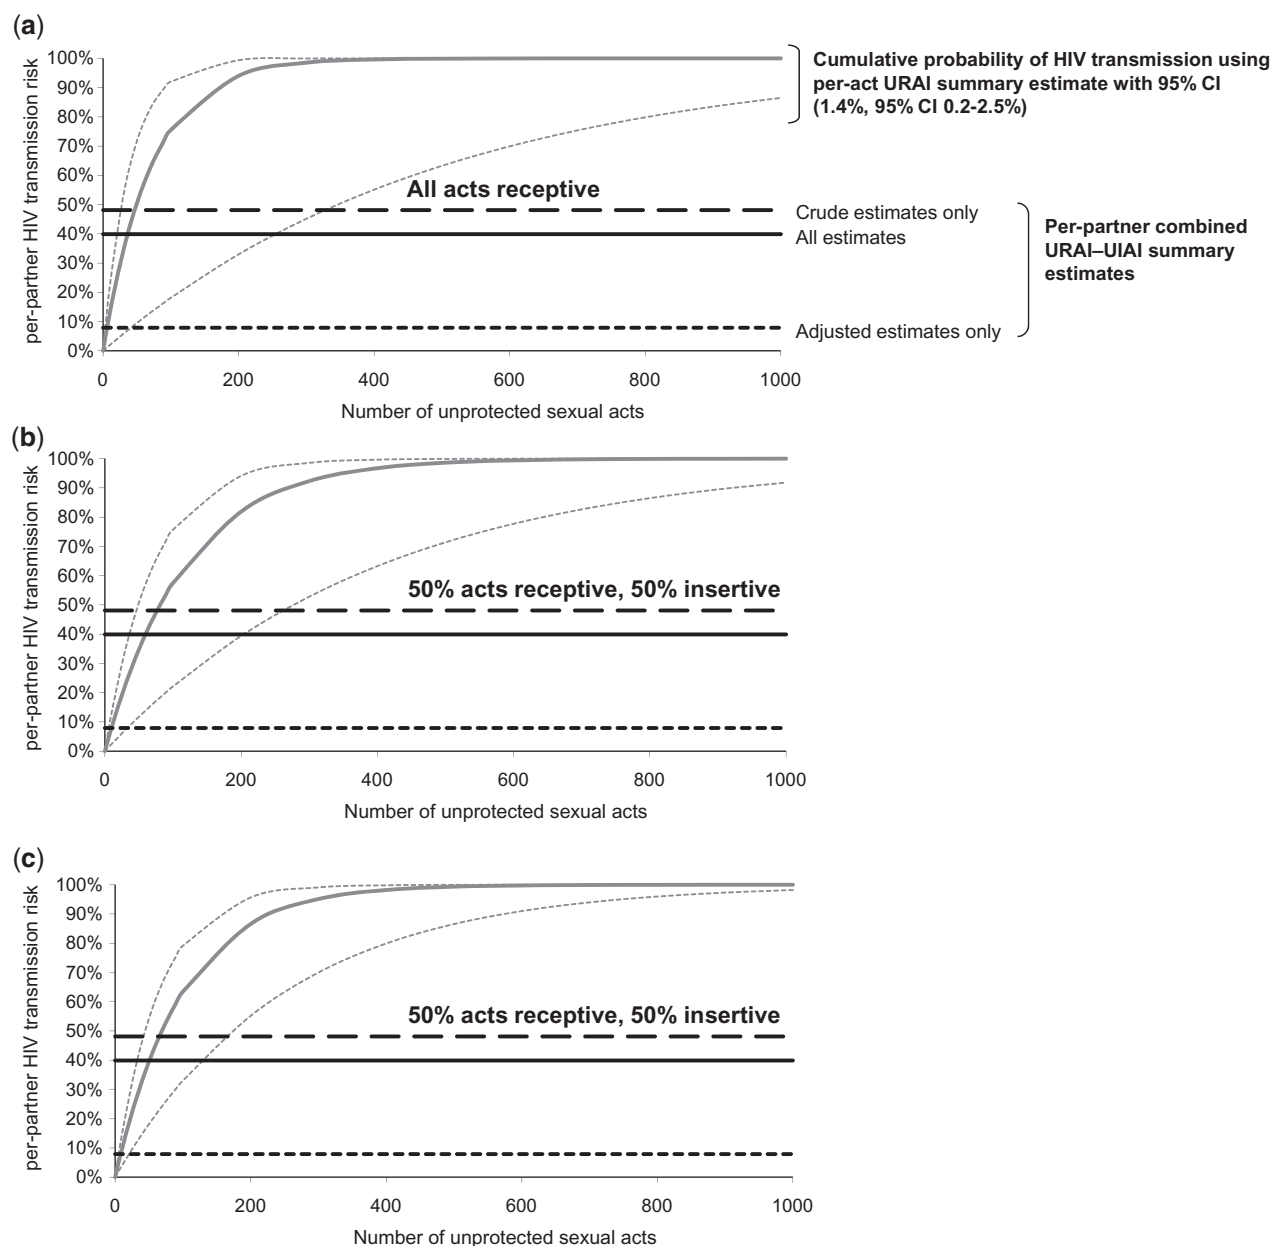 (a)
100%
90%
80%
70%
60%
50%
40%
30%
20%
10%
0%
per-partner HIV transmission risk
0 200 400 600 800 1000
Number of unprotected sexual acts
All acts receptive
Cumulative probability of HIV transmission using
per-act URAI summary estimate with 95% CI
(1.4%, 95% CI 0.2-2.5%)
Crude estimates only
All estimates
Adjusted estimates only
Per-partner combined
URAI–UIAI summary
estimates
(b)
100%
90%
80%
70%
60%
50%
40%
30%
20%
10%
0%
per-partner HIV transmission risk
50% acts receptive, 50% insertive
0 200 400 600 800 1000
Number of unprotected sexual acts
(c)
100%
90%
80%
70%
60%
50%
40%
30%
20%
10%
0%
per-partner HIV transmission risk
50% acts receptive, 50% insertive
0 200 400 600 800 1000
Number of unprotected sexual acts